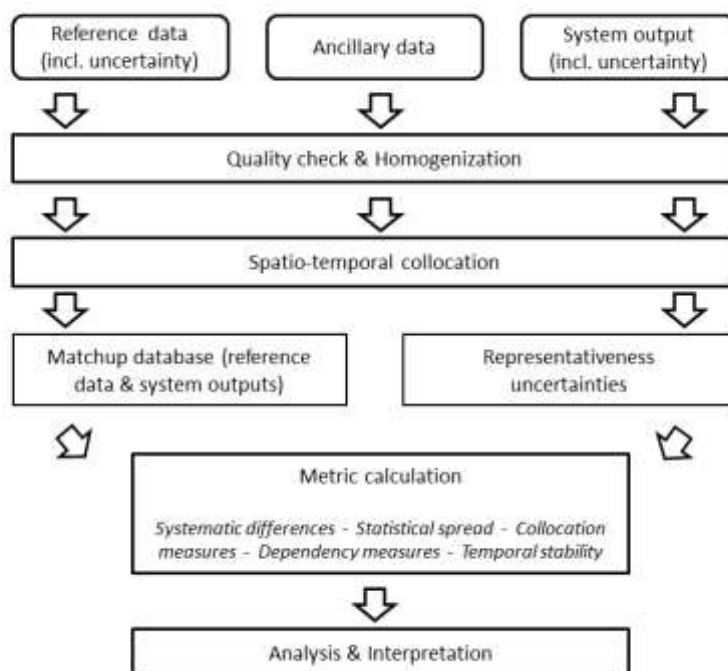 Reference data
(incl. uncertainty)
Ancillary data
System output
(incl. uncertainty)
Quality check & Homogenization
Spatio-temporal collocation
Matchup database (reference
data & system outputs)
Representativeness
uncertainties
Metric calculation
Systematic differences - Statistical spread - Collocation
measures - Dependency measures - Temporal stability
Analysis & Interpretation